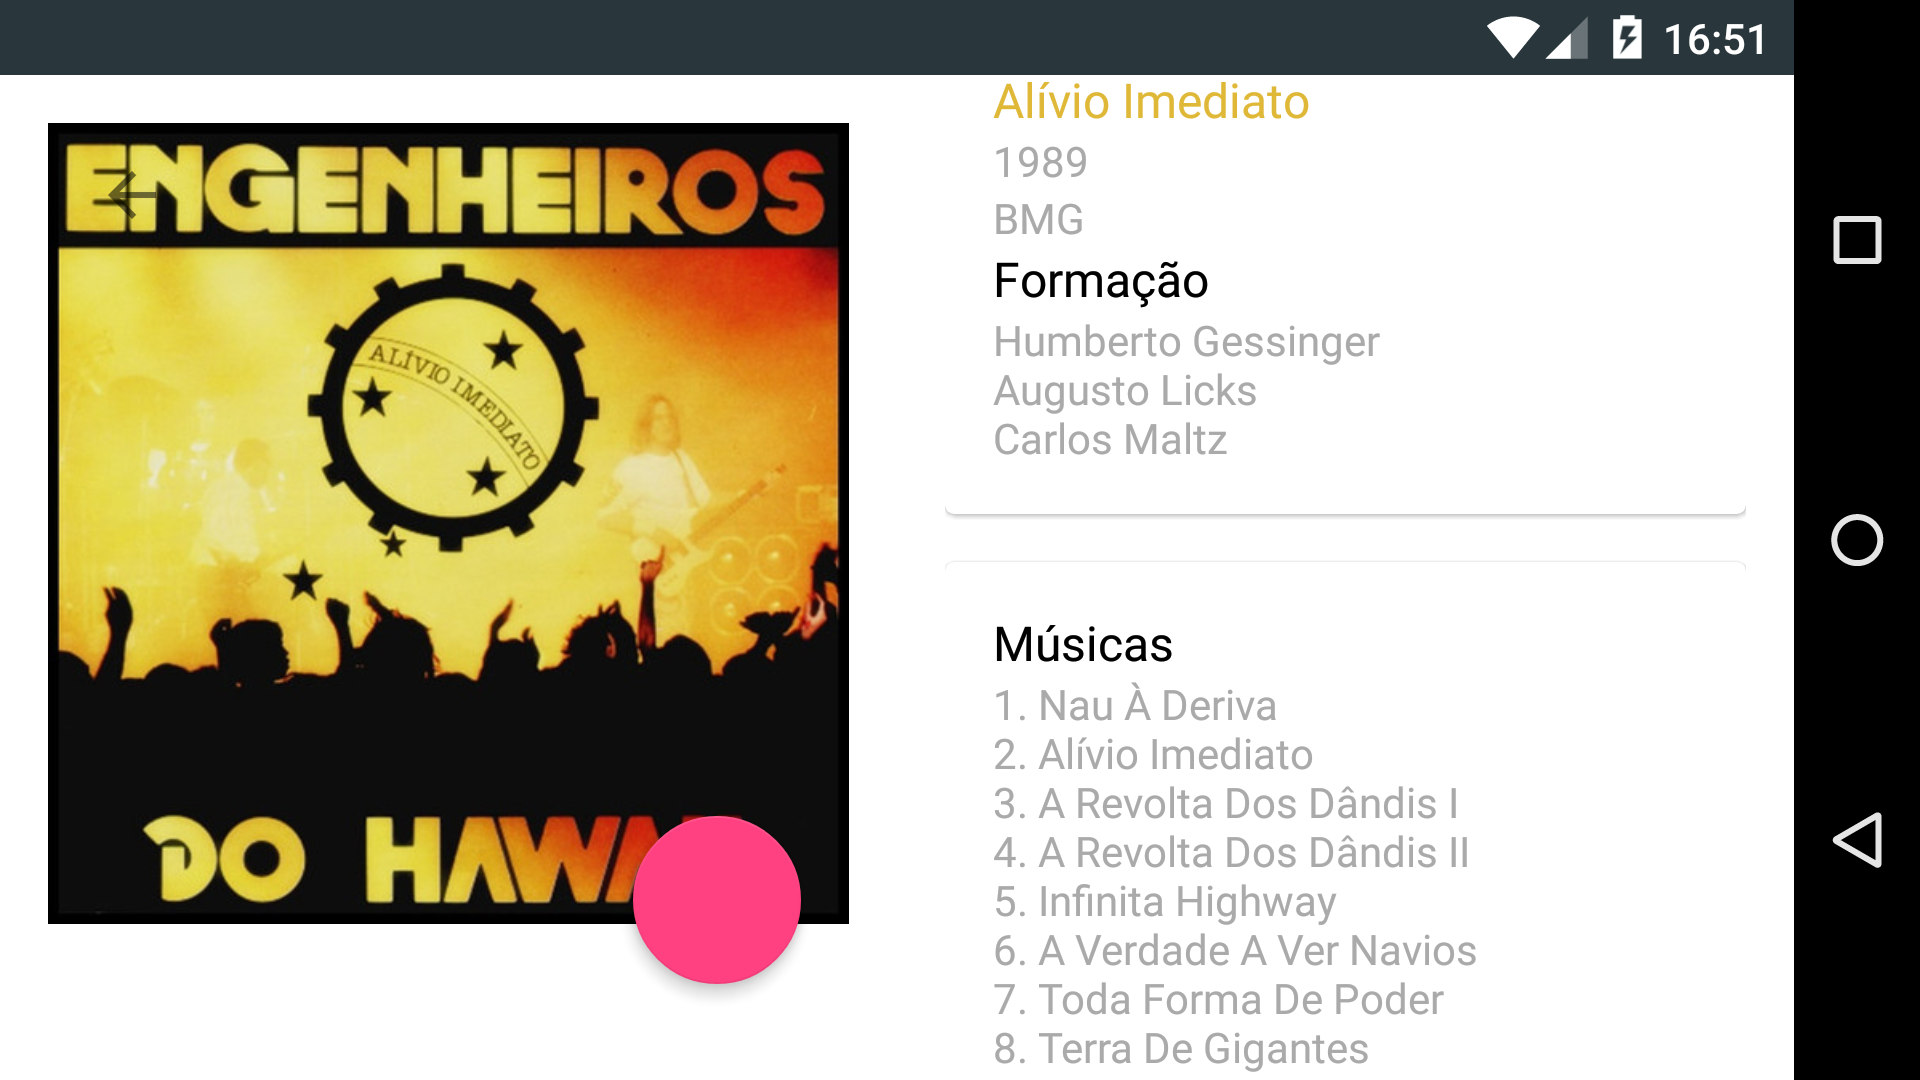 16:51
ENGENHEIROS
ALÍVIO IMEDIATO
DO HAWA
Alívio Imediato
1989
BMG
Formação
Humberto Gessinger
Augusto Licks
Carlos Maltz
Músicas
1. Nau À Deriva
2. Alívio Imediato
3. A Revolta Dos Dândis I
4. A Revolta Dos Dândis II
5. Infinita Highway
6. A Verdade A Ver Navios
7. Toda Forma De Poder
8. Terra De Gigantes